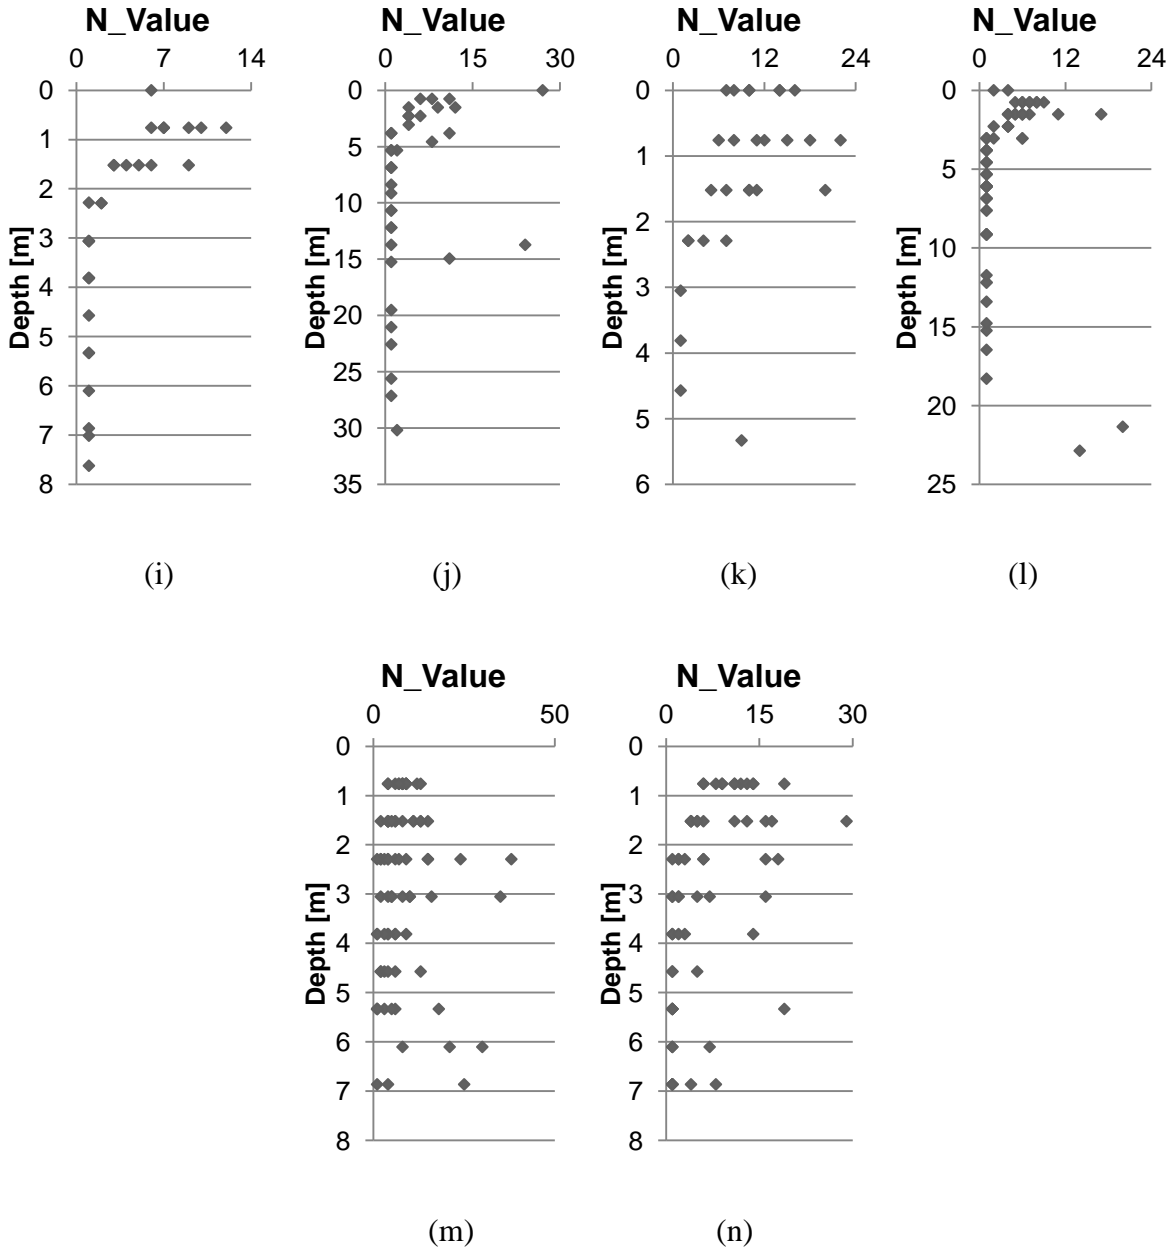 N_Value N_Value N_Value N_Value
0 7 14 0 15 30 0 12 24 0 12 24
Depth [m] 0 1 2 3 4 5 6 7 8
Depth [m] 0 5 10 15 20 25 30 35
Depth [m] 0 1 2 3 4 5 6
Depth [m] 0 5 10 15 20 25
(i) (j) (k) (l)
N_Value N_Value
0 50 0 15 30
Depth [m] 0 1 2 3 4 5 6 7 8
Depth [m] 0 1 2 3 4 5 6 7 8
(m) (n)